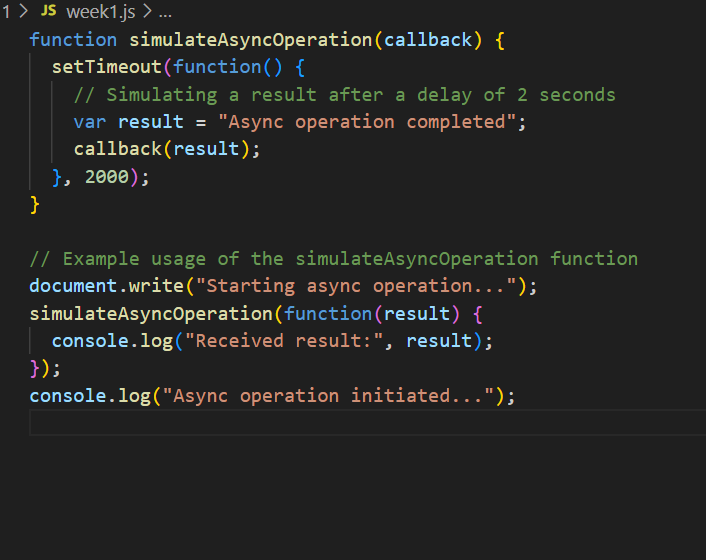 1 > JS week1.js > ...
function simulateAsyncOperation(callback) {
  setTimeout(function() {
    // Simulating a result after a delay of 2 seconds
    var result = "Async operation completed";
    callback(result);
  }, 2000);
}

// Example usage of the simulateAsyncOperation function
document.write("Starting async operation...");
simulateAsyncOperation(function(result) {
  console.log("Received result:", result);
});
console.log("Async operation initiated...");